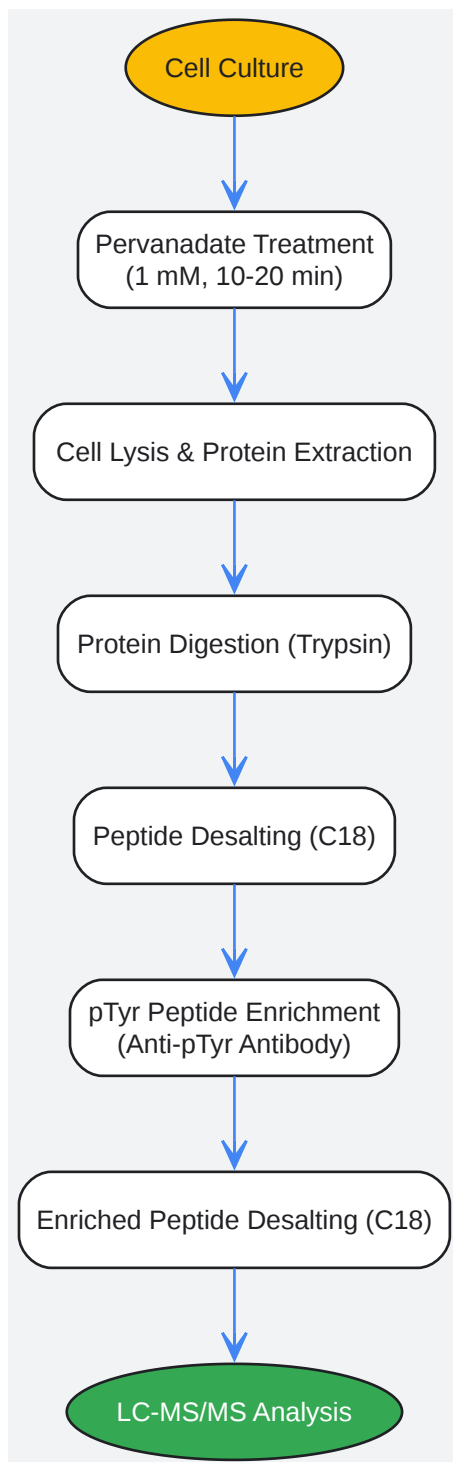 Cell Culture
Pervanadate Treatment
(1 mM, 10-20 min)
Cell Lysis & Protein Extraction
Protein Digestion (Trypsin)
Peptide Desalting (C18)
pTyr Peptide Enrichment
(Anti-pTyr Antibody)
Enriched Peptide Desalting (C18)
LC-MS/MS Analysis